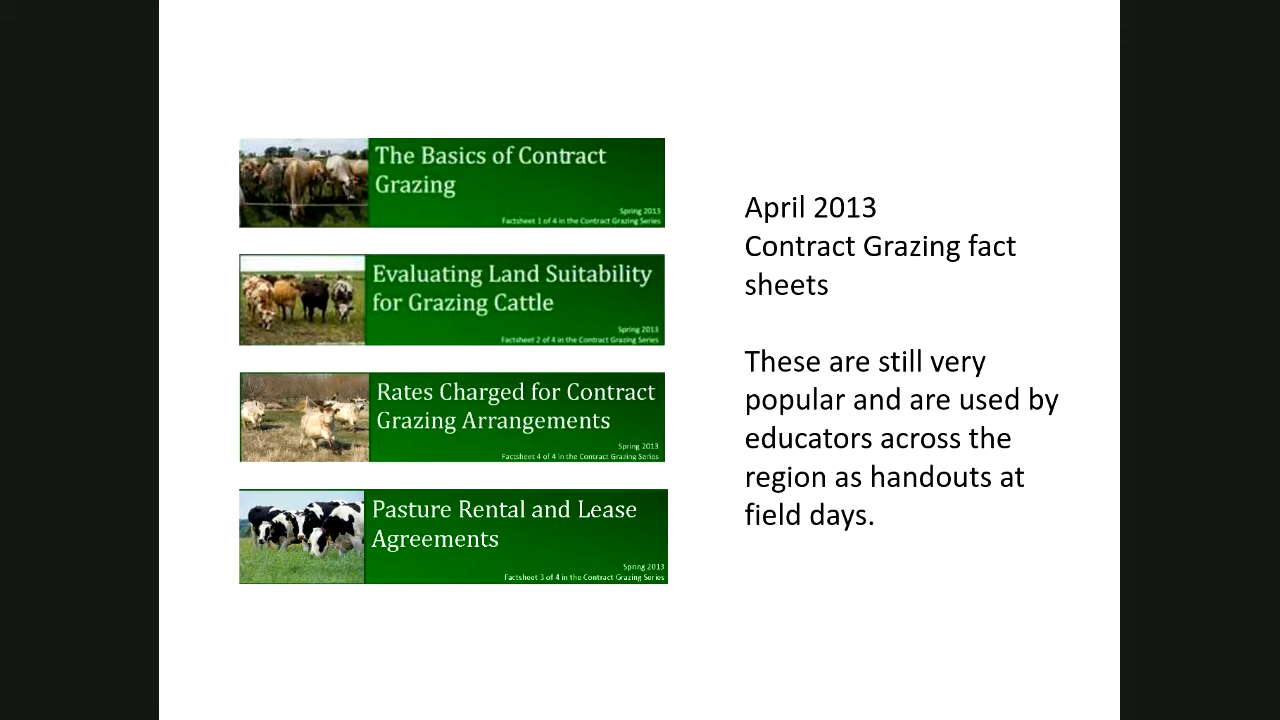 The Basics of Contract
Grazing
Spring 2013
Factsheet 1 of 4 in the Contract Grazing Series
Evaluating Land Suitability
for Grazing Cattle
Spring 2013
Factsheet 2 of 4 in the Contract Grazing Series
Rates Charged for Contract
Grazing Arrangements
Spring 2013
Factsheet 4 of 4 in the Contract Grazing Series
Pasture Rental and Lease
Agreements
Spring 2013
Factsheet 3 of 4 in the Contract Grazing Series
April 2013
Contract Grazing fact
sheets
These are still very
popular and are used by
educators across the
region as handouts at
field days.